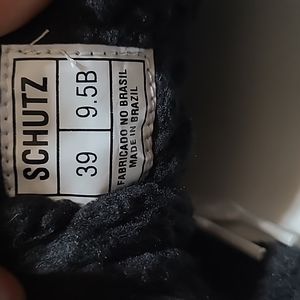 SCHUTZ
39
9.5B
FABRICADO NO BRASIL
MADE IN BRAZIL